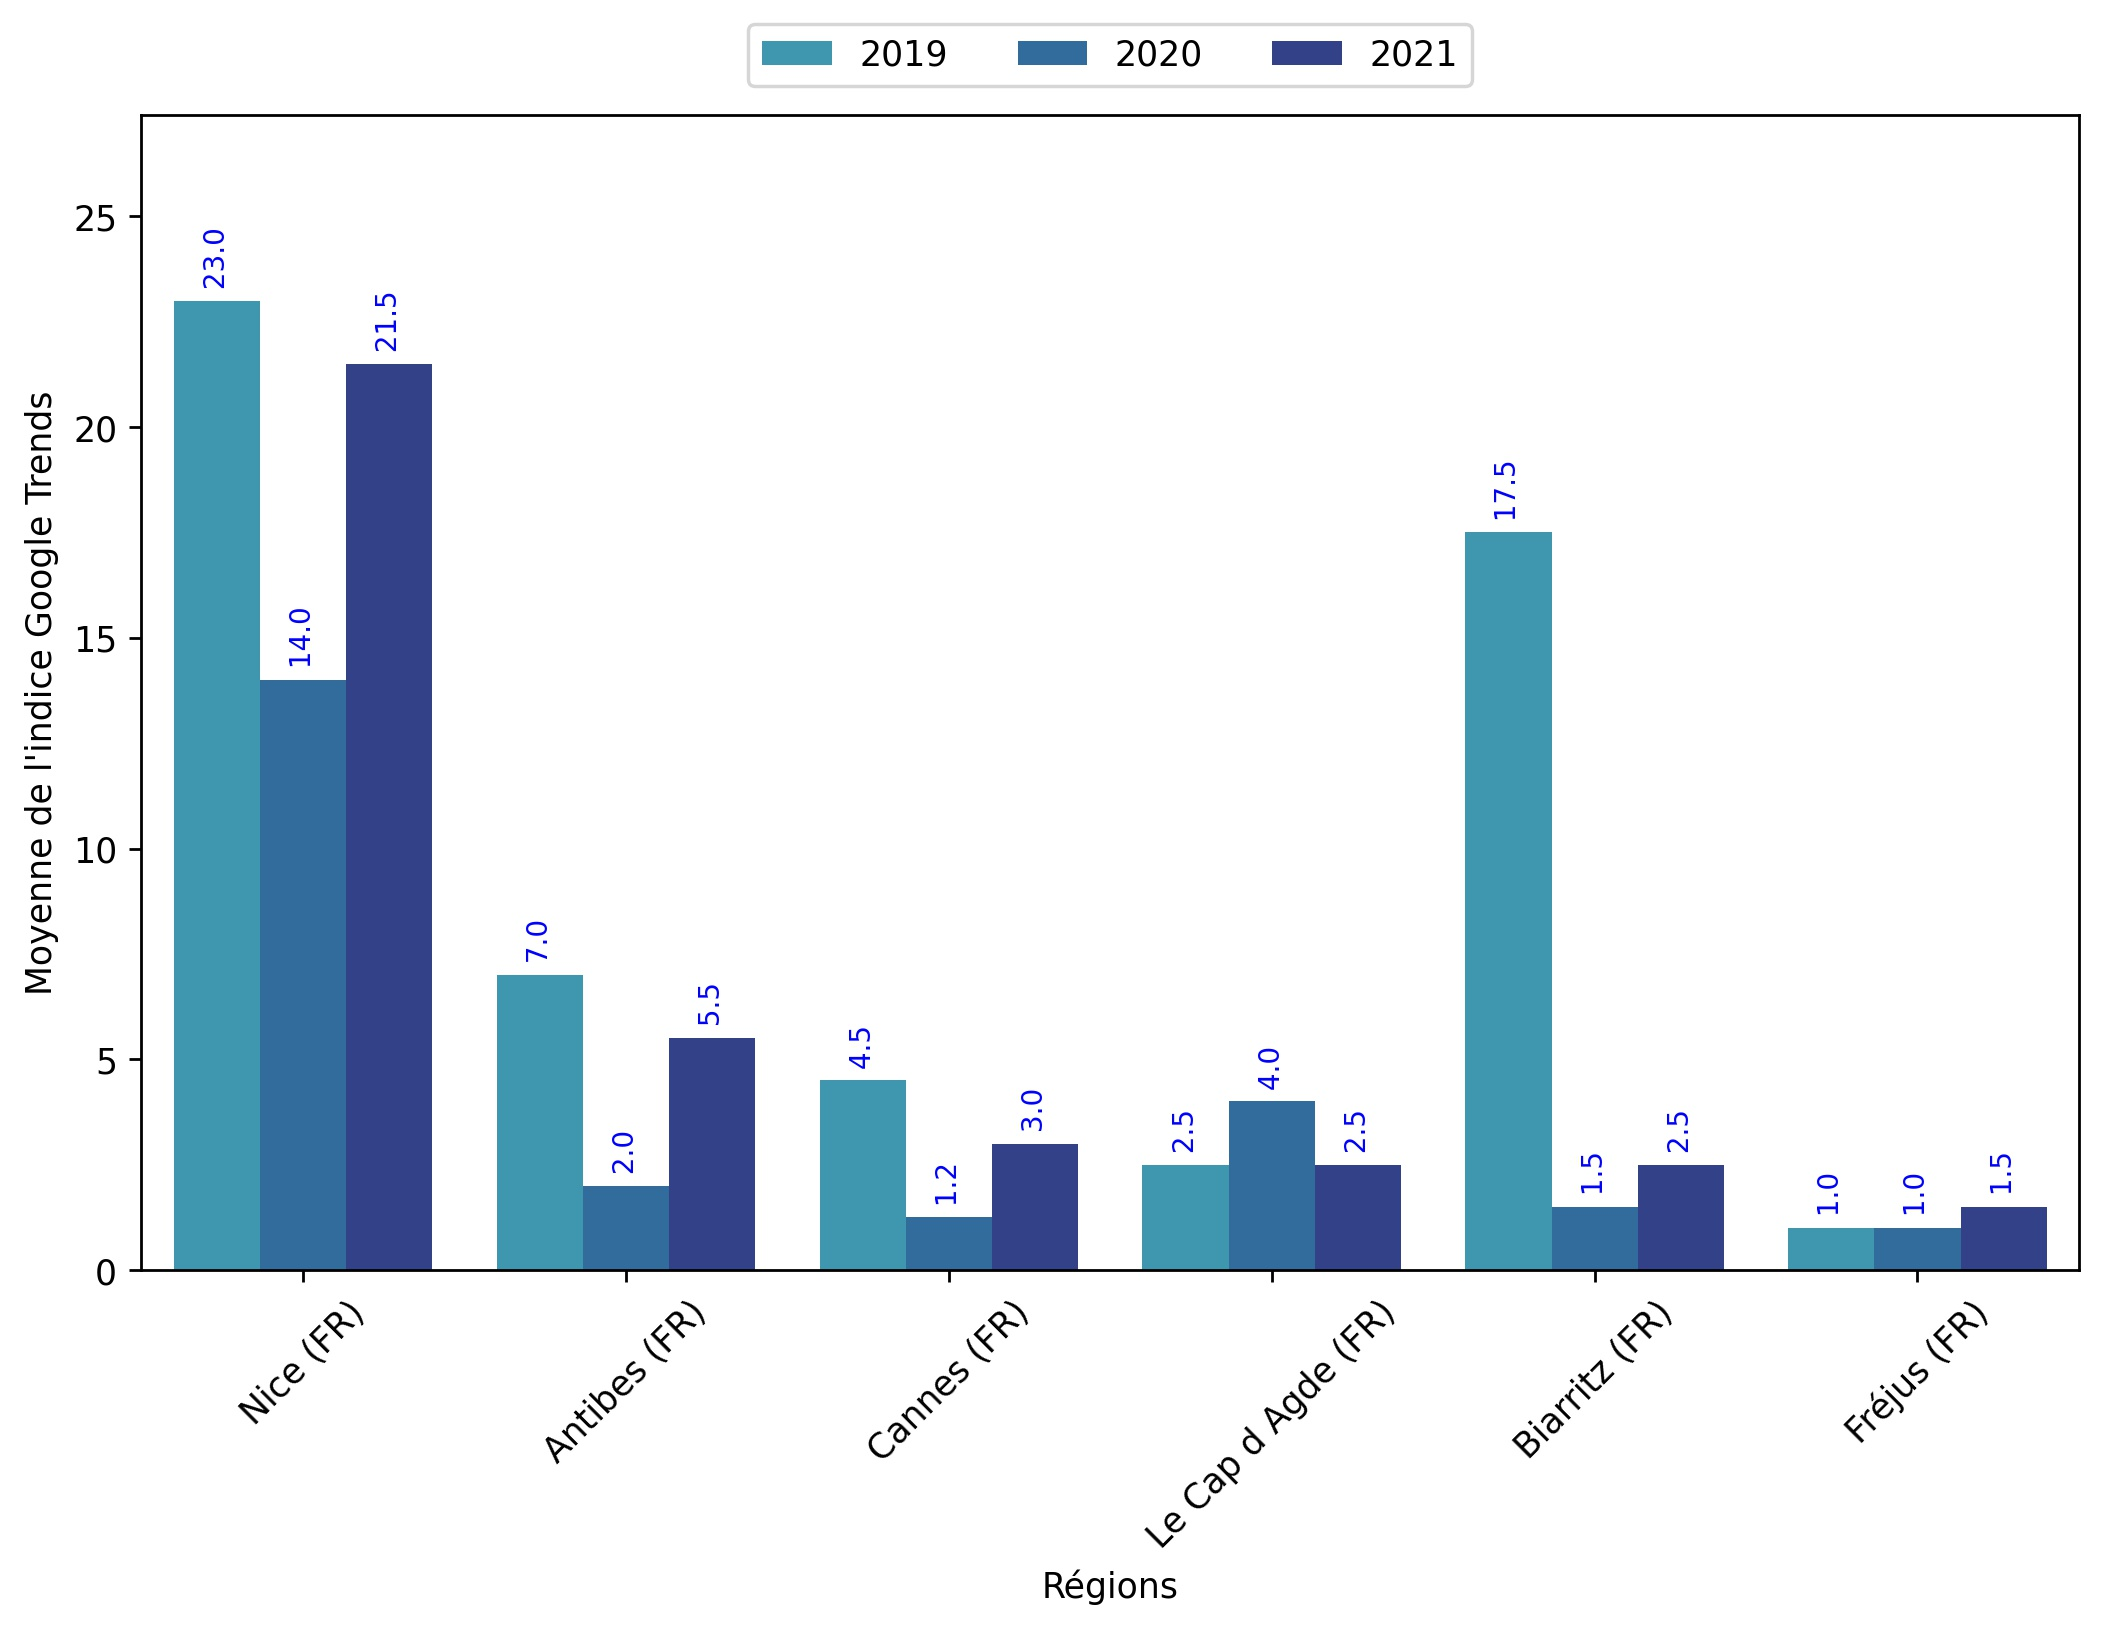 2019 2020 2021
Moyenne de l'indice Google Trends
25
20
15
10
5
0
23.0 14.0 21.5
7.0 2.0 5.5
4.5 1.2 3.0
2.5 4.0 2.5
17.5 1.5 2.5
1.0 1.0 1.5
Nice (FR)
Antibes (FR)
Cannes (FR)
Le Cap d Agde (FR)
Biarritz (FR)
Fréjus (FR)
Régions